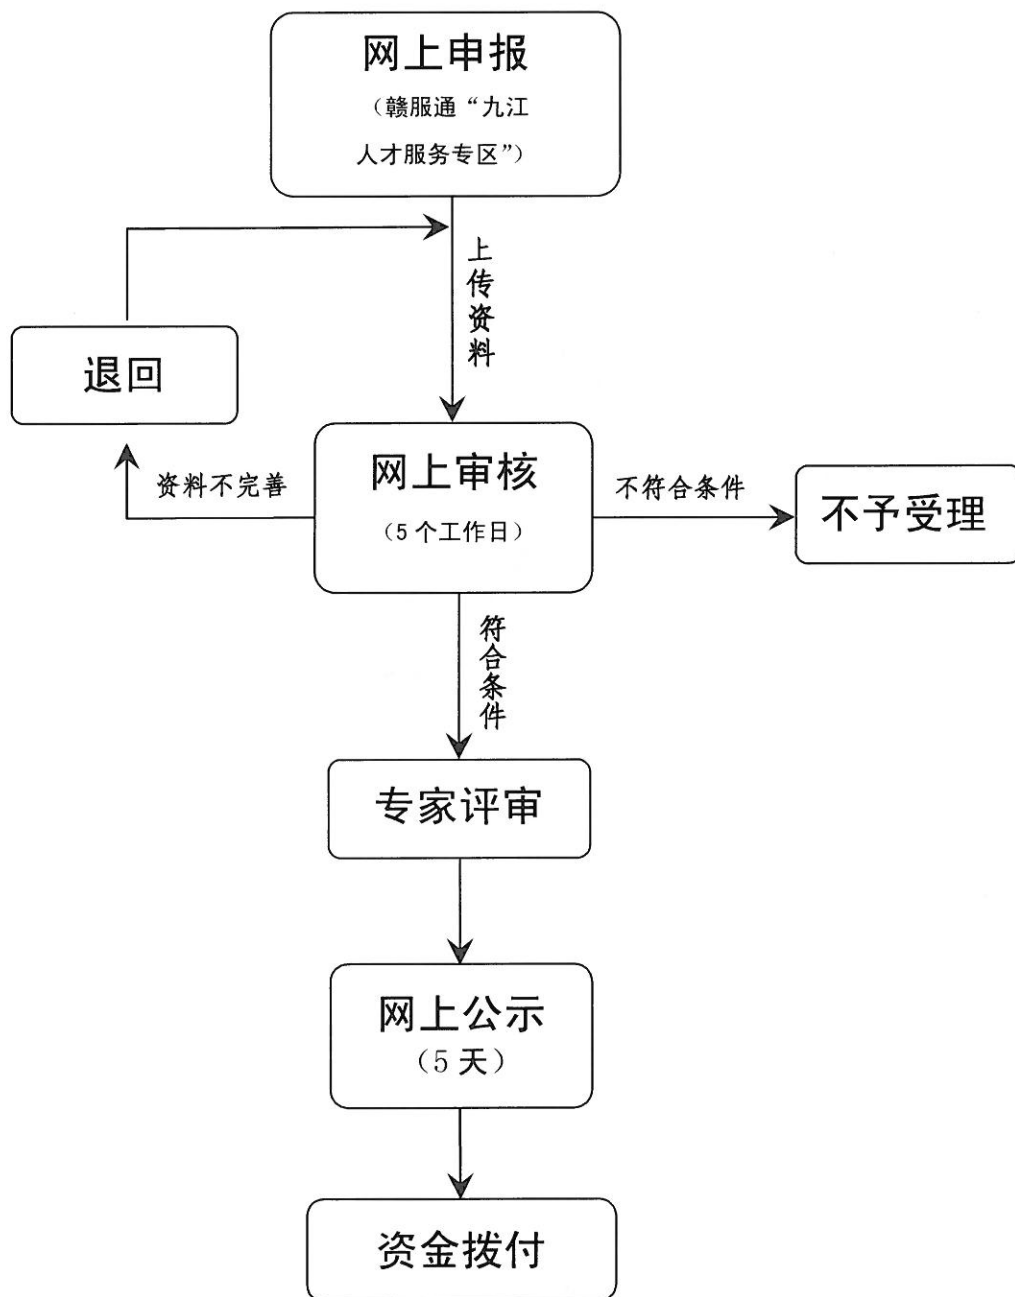 网上申报
（赣服通“九江
人才服务专区”）
上传资料
退回
资料不完善
网上审核
（5 个工作日）
不符合条件
不予受理
符合条件
专家评审
网上公示
（5 天）
资金拨付